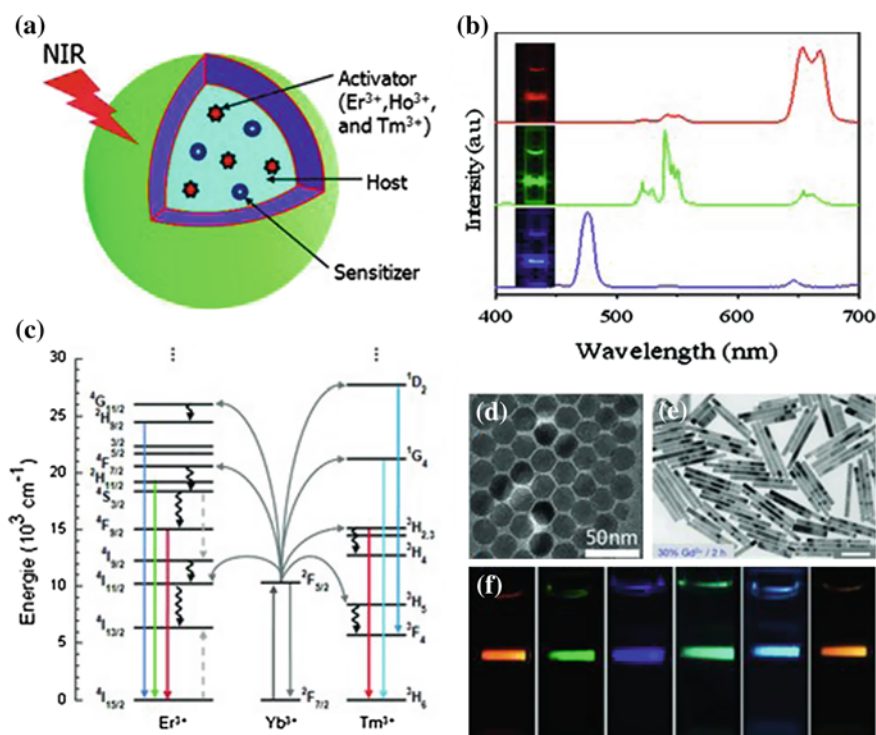 (a)
NIR
Activator
(Er³⁺,Ho³⁺,
and Tm³⁺)
Host
Sensitizer
(b)
Intensity (a.u)
400 500 600 700
Wavelength (nm)
(c)
Energie (10³ cm⁻¹)
30
25
20
15
10
5
0
⁴G₁₁/₂
²H₉/₂
₃/₂
₅/₂
⁴F₇/₂
²H₁₁/₂
⁴S₃/₂
⁴F₉/₂
⁴I₉/₂
⁴I₁₁/₂
⁴I₁₃/₂
⁴I₁₅/₂
Er³⁺
²F₅/₂
²F₇/₂
Yb³⁺
¹D₂
¹G₄
³F₄
³H₅
³H₄
³H₆
Tm³⁺
(d)
50nm
(e)
30% Gd³⁺/ 2 h
(f)